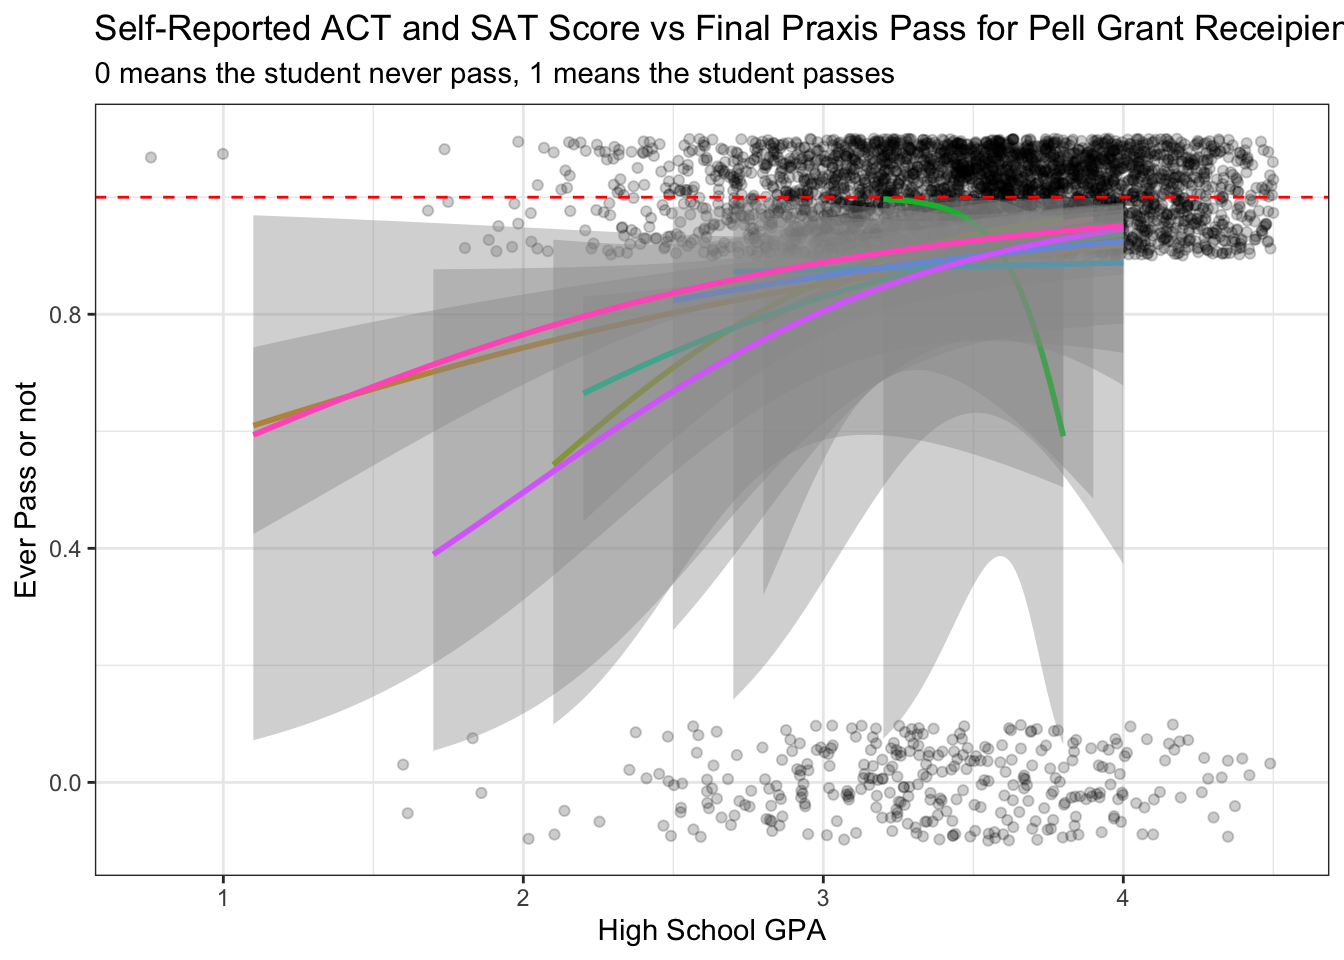 Self-Reported ACT and SAT Score vs Final Praxis Pass for Pell Grant Receipien
0 means the student never pass, 1 means the student passes
Ever Pass or not
0.8
0.4
0.0
1 2 3 4
High School GPA